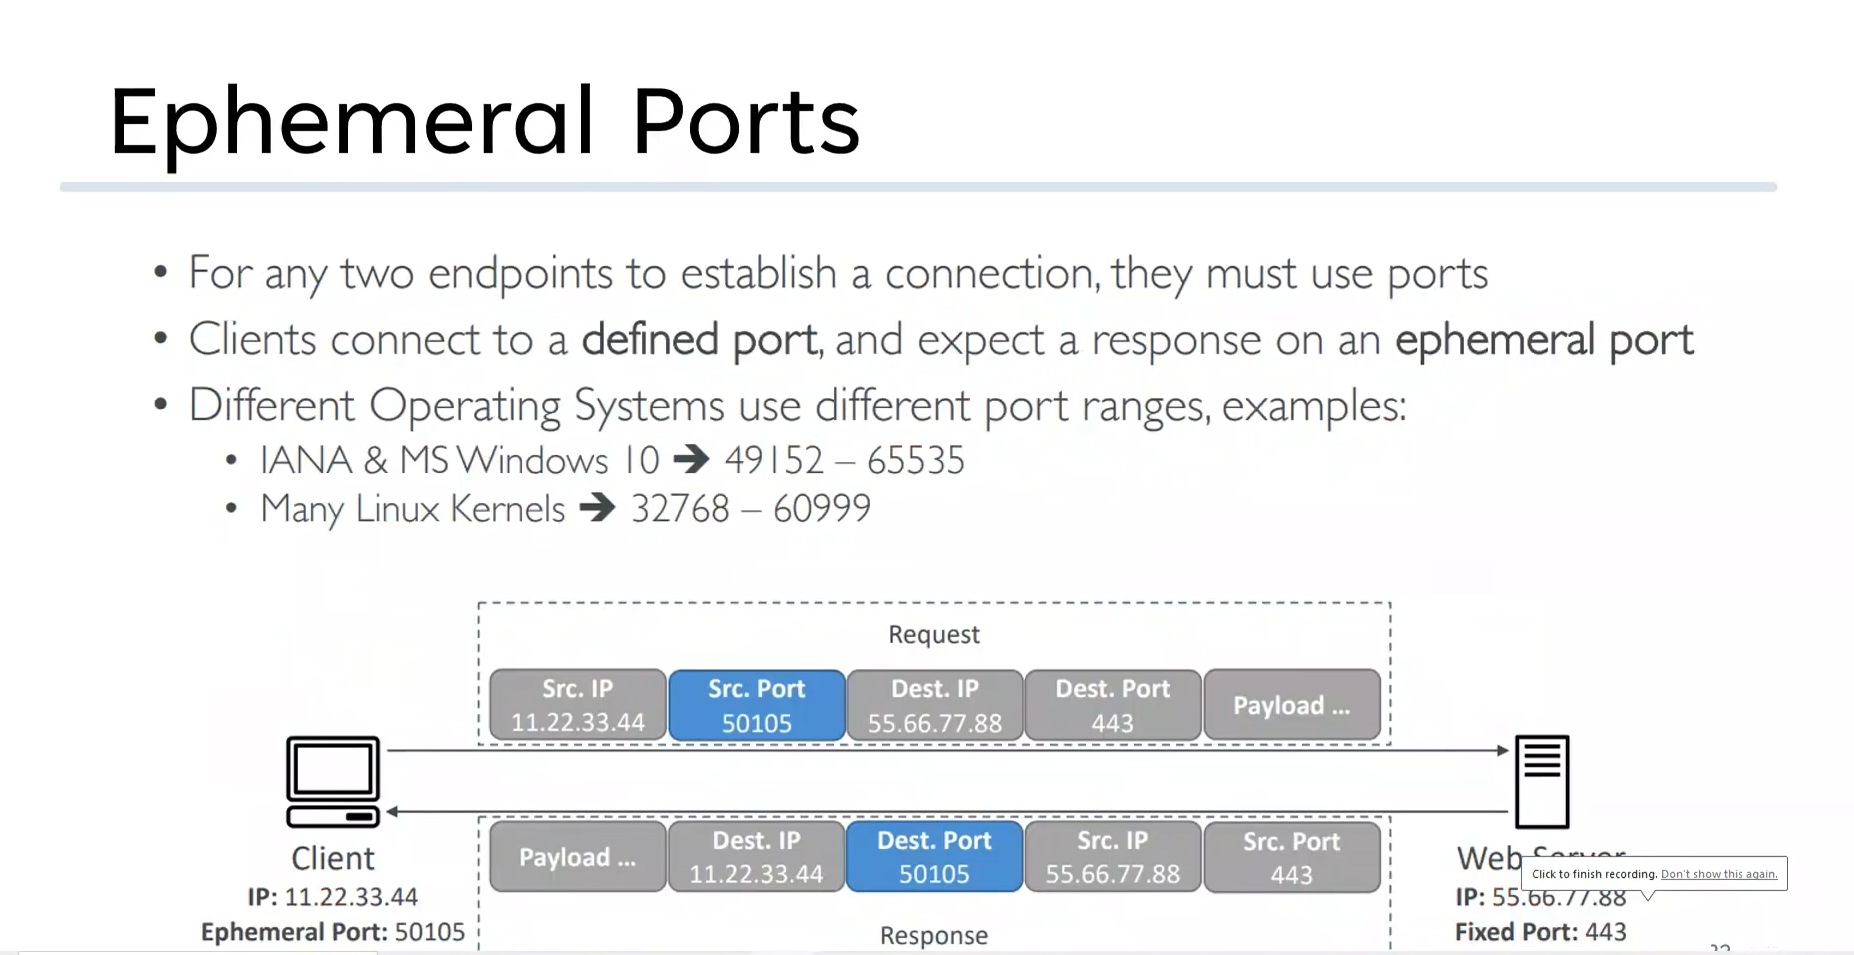 Ephemeral Ports
• For any two endpoints to establish a connection, they must use ports
• Clients connect to a defined port, and expect a response on an ephemeral port
• Different Operating Systems use different port ranges, examples:
• IANA & MS Windows 10 ➔ 49152 – 65535
• Many Linux Kernels ➔ 32768 – 60999
Request
Src. IP
11.22.33.44
Src. Port
50105
Dest. IP
55.66.77.88
Dest. Port
443
Payload ...
Payload ...
Dest. IP
11.22.33.44
Dest. Port
50105
Src. IP
55.66.77.88
Src. Port
443
Response
Client
IP: 11.22.33.44
Ephemeral Port: 50105
Web Server
IP: 55.66.77.88
Fixed Port: 443
Click to finish recording. Don't show this again.